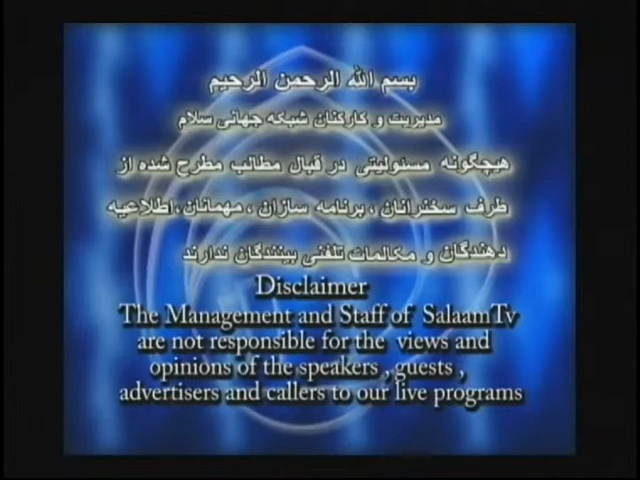 بسم الله الرحمن الرحیم
مدیریت و کارکنان شبکه جهانی سلام
هیچگونه مسئولیتی در قبال مطالب مطرح شده از
طرف سخنرانان ، برنامه سازان ، مهمانان، اطلاعیه
دهندگان و مکالمات تلفنی بینندگان ندارند
Disclaimer
The Management and Staff of SalaamTv
are not responsible for the views and
opinions of the speakers , guests ,
advertisers and callers to our live programs